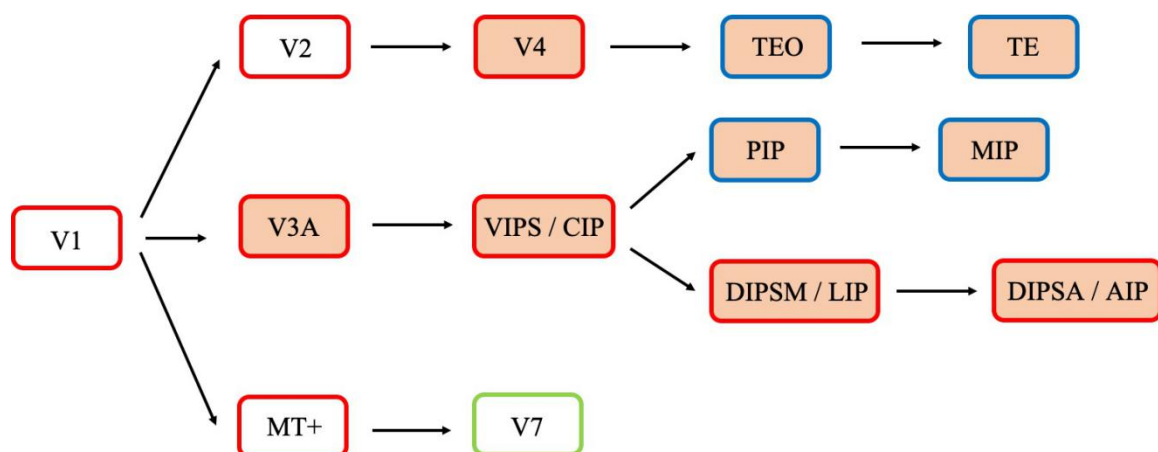 V2
V4
TEO
TE
PIP
MIP
V1
V3A
VIPS / CIP
DIPSM / LIP
DIPSA / AIP
MT+
V7